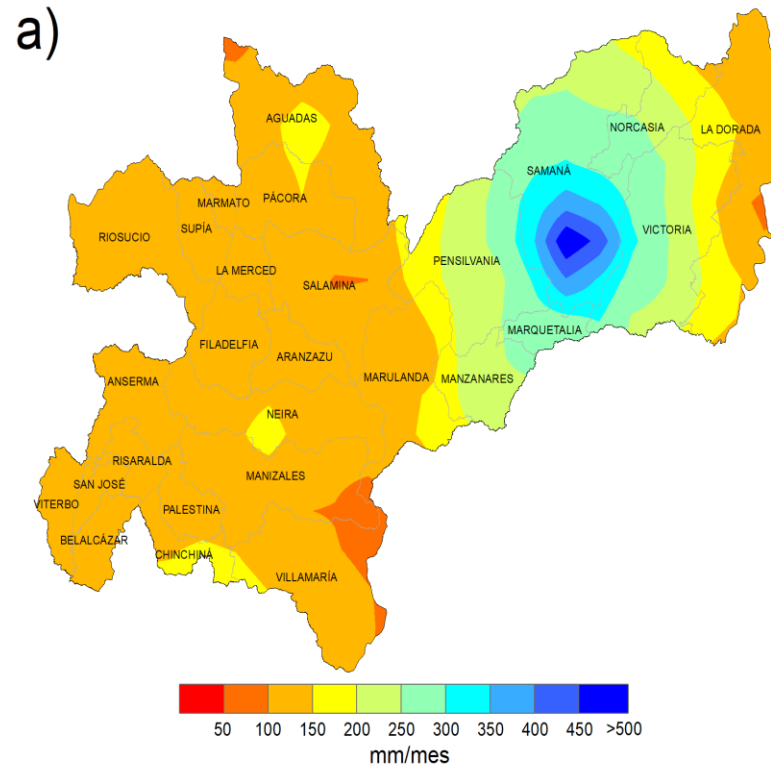 a)
AGUADAS
NORCASIA
LA DORADA
SAMANÁ
MARMATO
PÁCORA
SUPÍA
RIOSUCIO
VICTORIA
PENSILVANIA
LA MERCED
SALAMINA
MARQUETALIA
FILADELFIA
ARANZAZU
MARULANDA
MANZANARES
ANSERMA
NEIRA
RISARALDA
MANIZALES
SAN JOSÉ
VITERBO
PALESTINA
BELALCÁZAR
CHINCHINÁ
VILLAMARÍA
50 100 150 200 250 300 350 400 450 >500
mm/mes